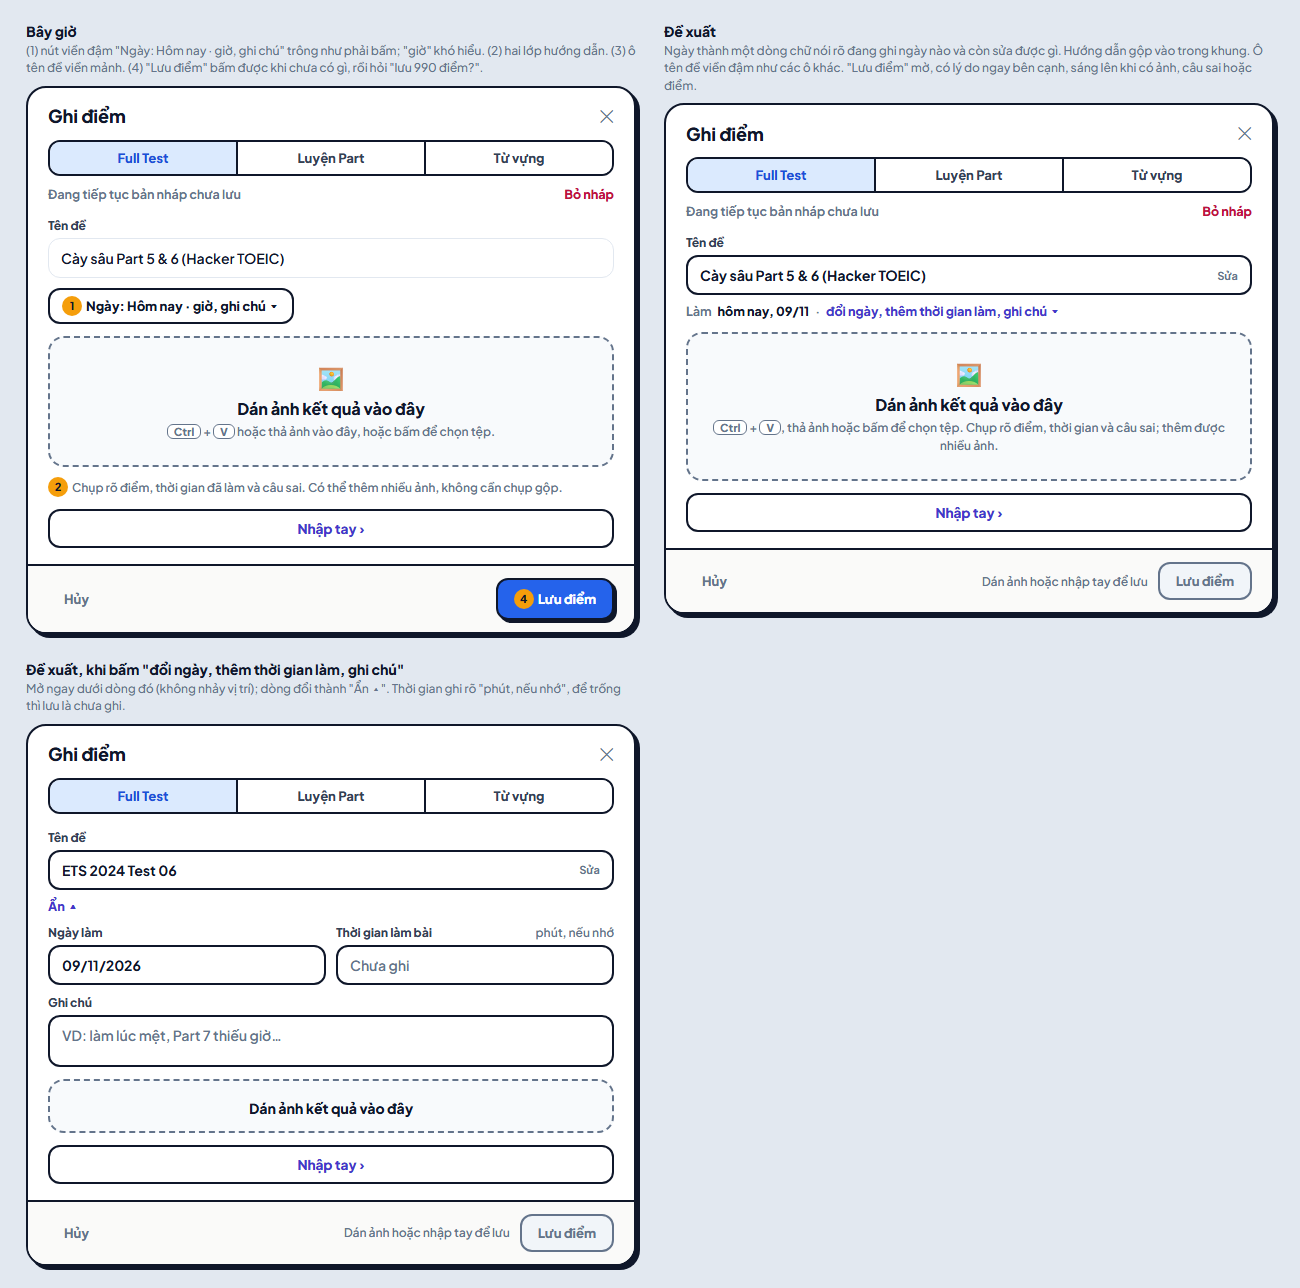 Bây giờ
(1) nút viền đậm "Ngày: Hôm nay · giờ, ghi chú" trông như phải bấm; "giờ" khó hiểu. (2) hai lớp hướng dẫn. (3) ô
tên đề viền mảnh. (4) "Lưu điểm" bấm được khi chưa có gì, rồi hỏi "lưu 990 điểm?".
Ghi điểm
Full Test
Luyện Part
Từ vựng
Đang tiếp tục bản nháp chưa lưu
Bỏ nháp
Tên đề
Cày sâu Part 5 & 6 (Hacker TOEIC)
1 Ngày: Hôm nay · giờ, ghi chú
Dán ảnh kết quả vào đây
Ctrl + V hoặc thả ảnh vào đây, hoặc bấm để chọn tệp.
2 Chụp rõ điểm, thời gian đã làm và câu sai. Có thể thêm nhiều ảnh, không cần chụp gộp.
Nhập tay ›
Hủy
4 Lưu điểm
Đề xuất
Ngày thành một dòng chữ nói rõ đang ghi ngày nào và còn sửa được gì. Hướng dẫn gộp vào trong khung. Ô
tên đề viền đậm như các ô khác. "Lưu điểm" mờ, có lý do ngay bên cạnh, sáng lên khi có ảnh, câu sai hoặc
điểm.
Ghi điểm
Full Test
Luyện Part
Từ vựng
Đang tiếp tục bản nháp chưa lưu
Bỏ nháp
Tên đề
Cày sâu Part 5 & 6 (Hacker TOEIC)
Sửa
Làm hôm nay, 09/11 · đổi ngày, thêm thời gian làm, ghi chú
Dán ảnh kết quả vào đây
Ctrl + V, thả ảnh hoặc bấm để chọn tệp. Chụp rõ điểm, thời gian và câu sai; thêm được
nhiều ảnh.
Nhập tay ›
Hủy
Dán ảnh hoặc nhập tay để lưu
Lưu điểm
Đề xuất, khi bấm "đổi ngày, thêm thời gian làm, ghi chú"
Mở ngay dưới dòng đó (không nhảy vị trí); dòng đổi thành "Ẩn ▴". Thời gian ghi rõ "phút, nếu nhớ", để trống
thì lưu là chưa ghi.
Ghi điểm
Full Test
Luyện Part
Từ vựng
Tên đề
ETS 2024 Test 06
Sửa
Ẩn
Ngày làm
Thời gian làm bài
phút, nếu nhớ
09/11/2026
Chưa ghi
Ghi chú
VD: làm lúc mệt, Part 7 thiếu giờ…
Dán ảnh kết quả vào đây
Nhập tay ›
Hủy
Dán ảnh hoặc nhập tay để lưu
Lưu điểm